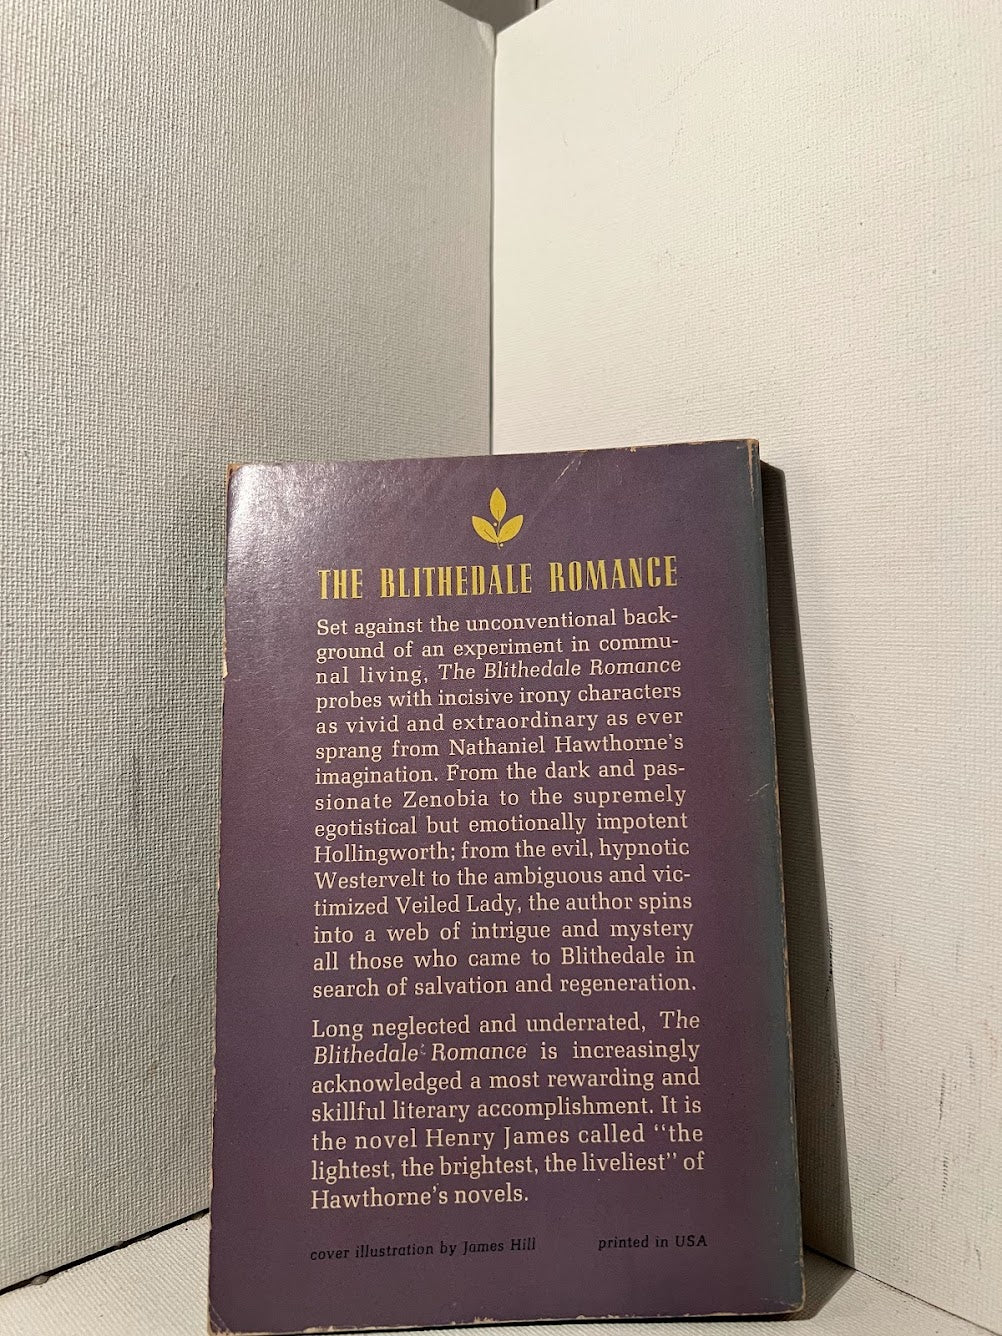 THE BLITHEDALE ROMANCE
Set against the unconventional back-
ground of an experiment in commu-
nal living, The Blithedale Romance
probes with incisive irony characters
as vivid and extraordinary as ever
sprang from Nathaniel Hawthorne's
imagination. From the dark and pas-
sionate Zenobia to the supremely
egotistical but emotionally impotent
Hollingworth; from the evil, hypnotic
Westervelt to the ambiguous and vic-
timized Veiled Lady, the author spins
into a web of intrigue and mystery
all those who came to Blithedale in
search of salvation and regeneration.
Long neglected and underrated, The
Blithedale Romance is increasingly
acknowledged a most rewarding and
skillful literary accomplishment. It is
the novel Henry James called "the
lightest, the brightest, the liveliest" of
Hawthorne's novels.
cover illustration by James Hill printed in USA